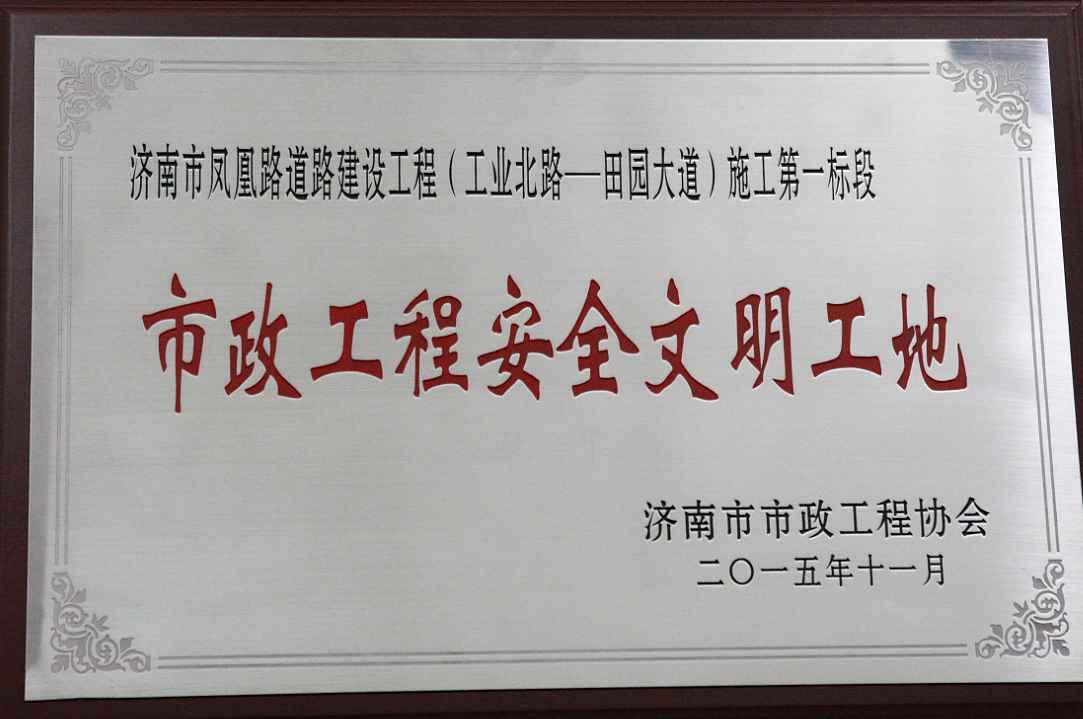 济南市凤凰路道路建设工程（工业北路—田园大道）施工第一标段
市政工程安全文明工地
济南市市政工程协会
二〇一五年十一月